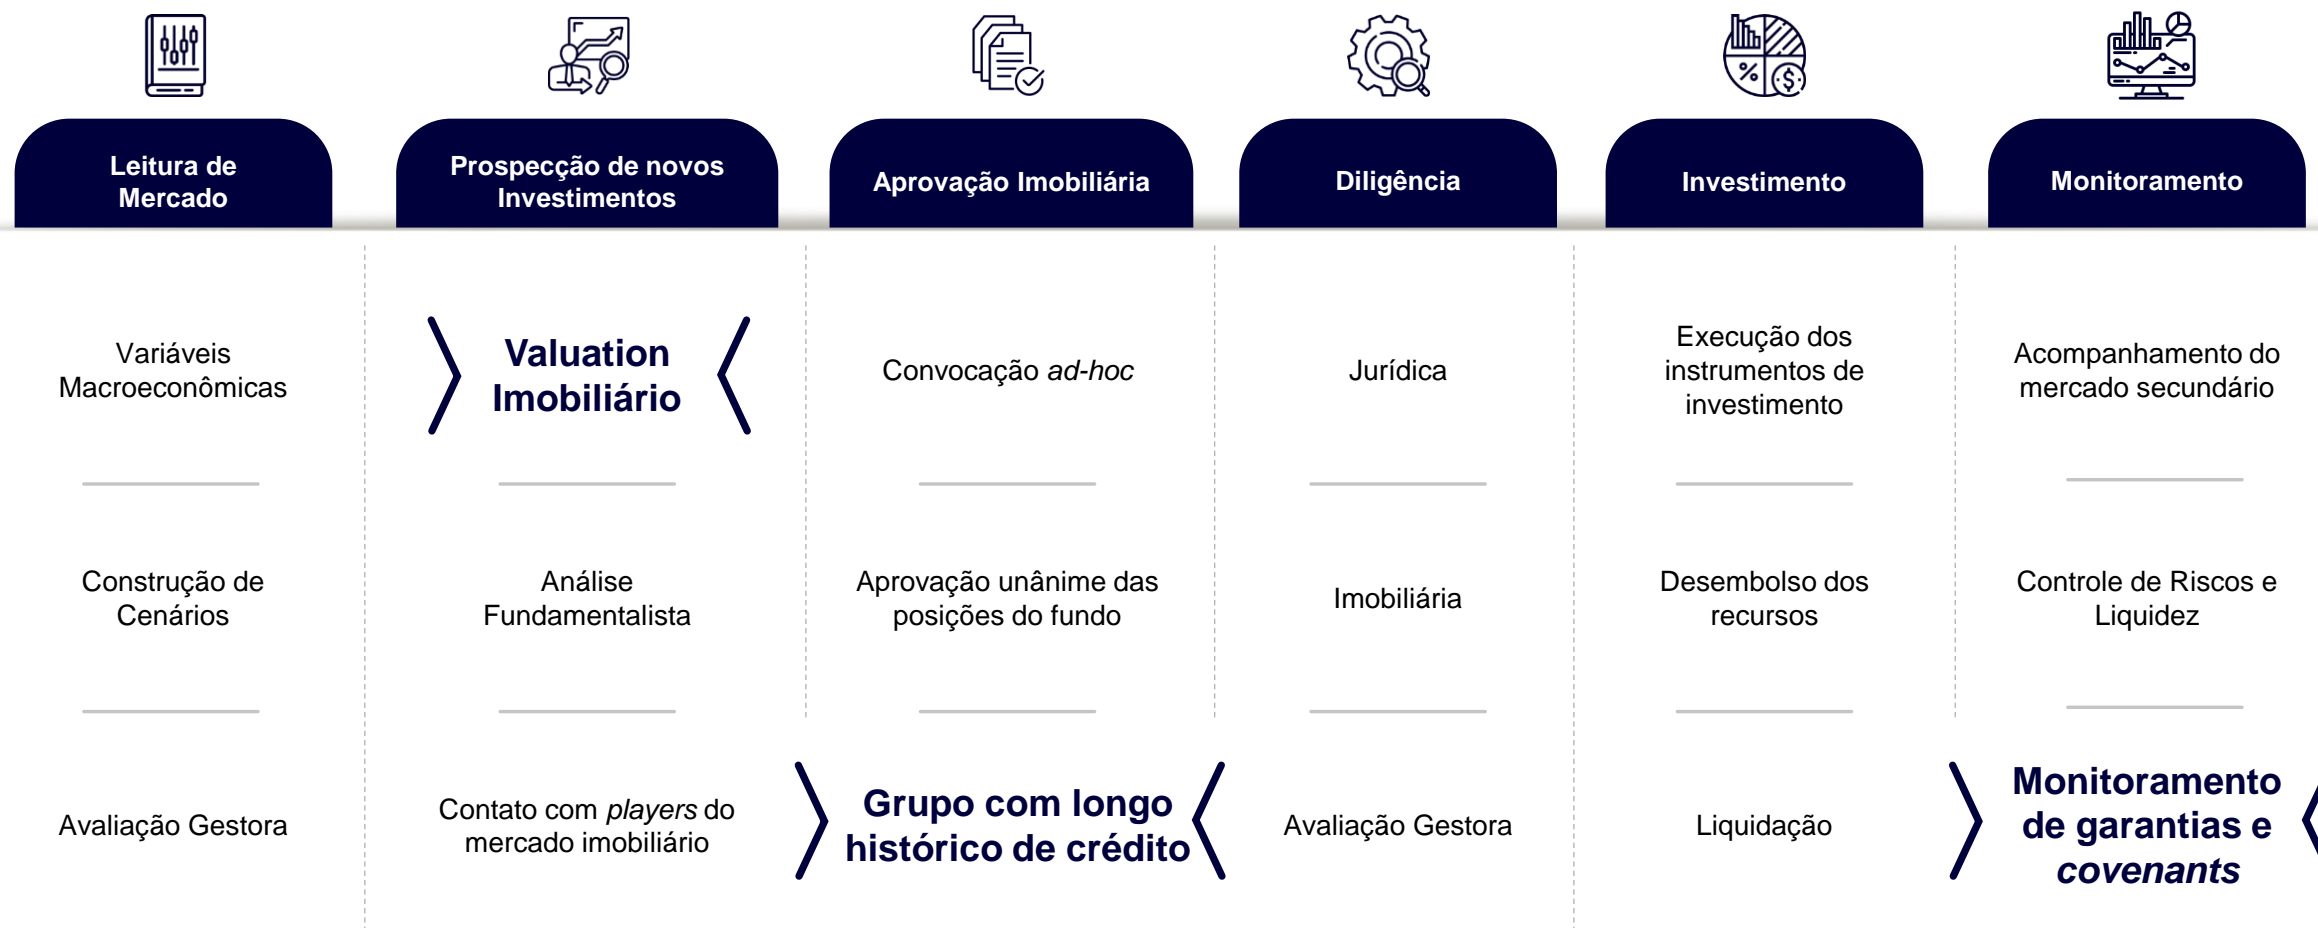 Leitura de
Mercado
Prospecção de novos
Investimentos
Aprovação Imobiliária
Diligência
Investimento
Monitoramento
Variáveis
Macroeconômicas
Valuation
Imobiliário
Convocação ad-hoc
Jurídica
Execução dos
instrumentos de
investimento
Acompanhamento do
mercado secundário
Construção de
Cenários
Análise
Fundamentalista
Aprovação unânime das
posições do fundo
Imobiliária
Desembolso dos
recursos
Controle de Riscos e
Liquidez
Avaliação Gestora
Contato com players do
mercado imobiliário
Grupo com longo
histórico de crédito
Avaliação Gestora
Liquidação
Monitoramento
de garantias e
covenants